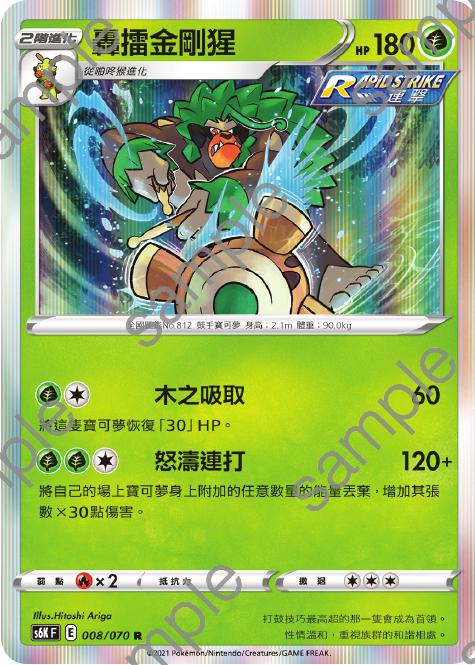 2階進化
轟擂金剛猩
HP 180
從啪咚猴進化
RAPID STRIKE
連擊
全國圖鑑No.812 鼓手寶可夢 身高：2.1m 體重：90.0kg
木之吸取 60
將這隻寶可夢恢復「30」HP。
怒濤連打 120+
將自己的場上寶可夢身上附加的任意數量的能量丟棄，增加其張
數×30點傷害。
弱點 ×2 抵抗力 撤退
Illus.Hitoshi Ariga
s6K F E 008/070 R
打鼓技巧最高超的那一隻會成為首領。
性情溫和，重視族群的和諧相處。
©2021 Pokémon/Nintendo/Creatures/GAME FREAK.
sample
sample
sample
sample
sample
sample
sample
sample